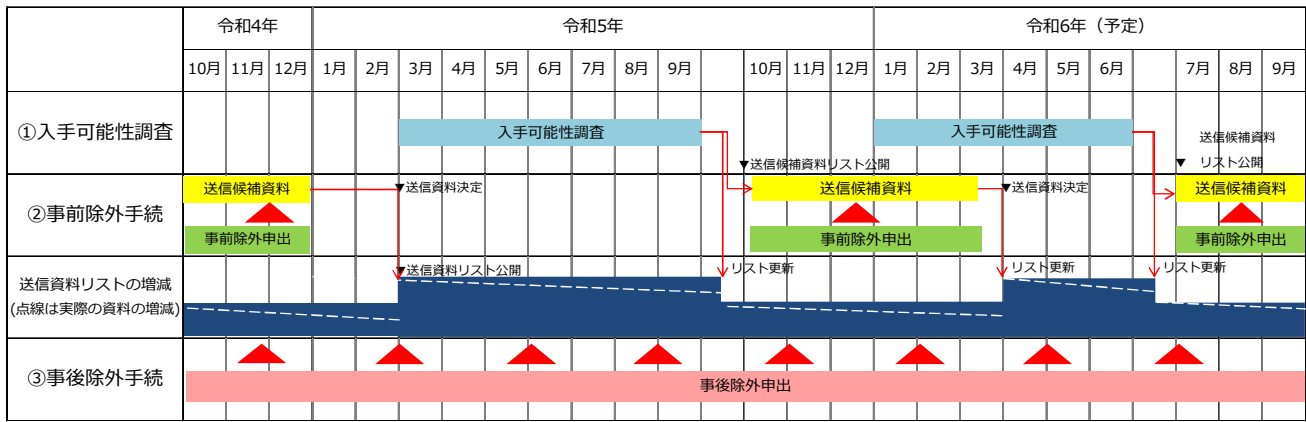 令和4年
令和5年
令和6年（予定）
10月 11月 12月 1月 2月 3月 4月 5月 6月 7月 8月 9月 10月 11月 12月 1月 2月 3月 4月 5月 6月 7月 8月 9月
①入手可能性調査
入手可能性調査
入手可能性調査
送信候補資料
▼送信候補資料リスト公開
▼ リスト公開
②事前除外手続
送信候補資料
▼送信資料決定
送信候補資料
▼送信資料決定
送信候補資料
事前除外申出
事前除外申出
事前除外申出
送信資料リストの増減
(点線は実際の資料の増減)
▼送信資料リスト公開
リスト更新
リスト更新
リスト更新
③事後除外手続
事後除外申出